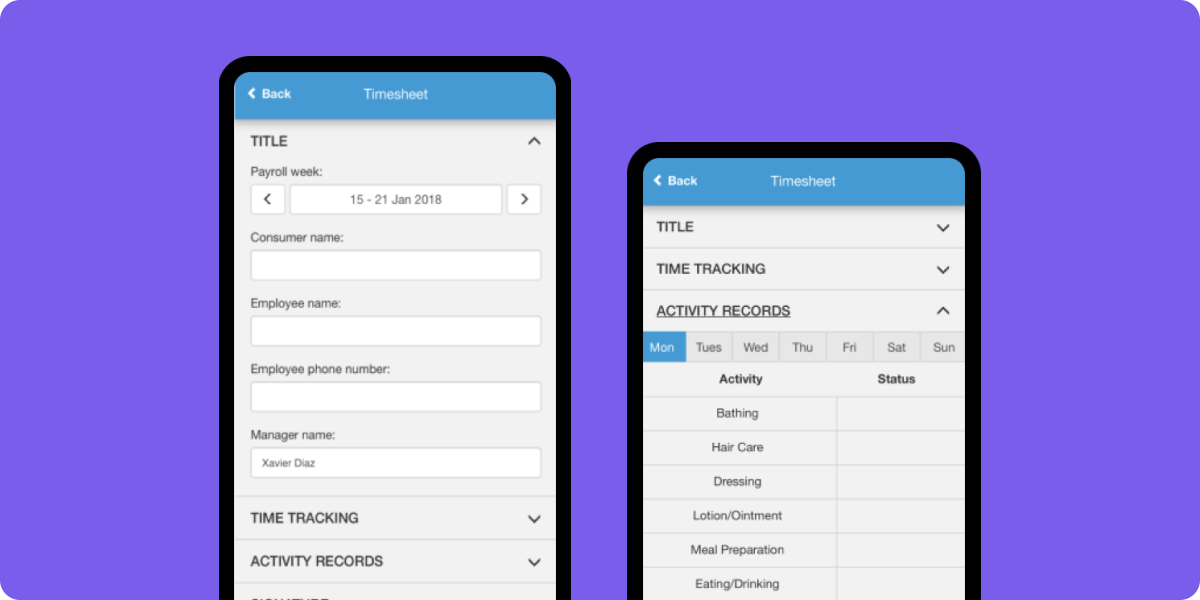 Back Timesheet
TITLE
Payroll week:
15 - 21 Jan 2018
Consumer name:
Employee name:
Employee phone number:
Manager name:
Xavier Diaz
TIME TRACKING
ACTIVITY RECORDS
SIGNATURE
Back Timesheet
TITLE
TIME TRACKING
ACTIVITY RECORDS
Mon Tues Wed Thu Fri Sat Sun
Activity Status
Bathing
Hair Care
Dressing
Lotion/Ointment
Meal Preparation
Eating/Drinking